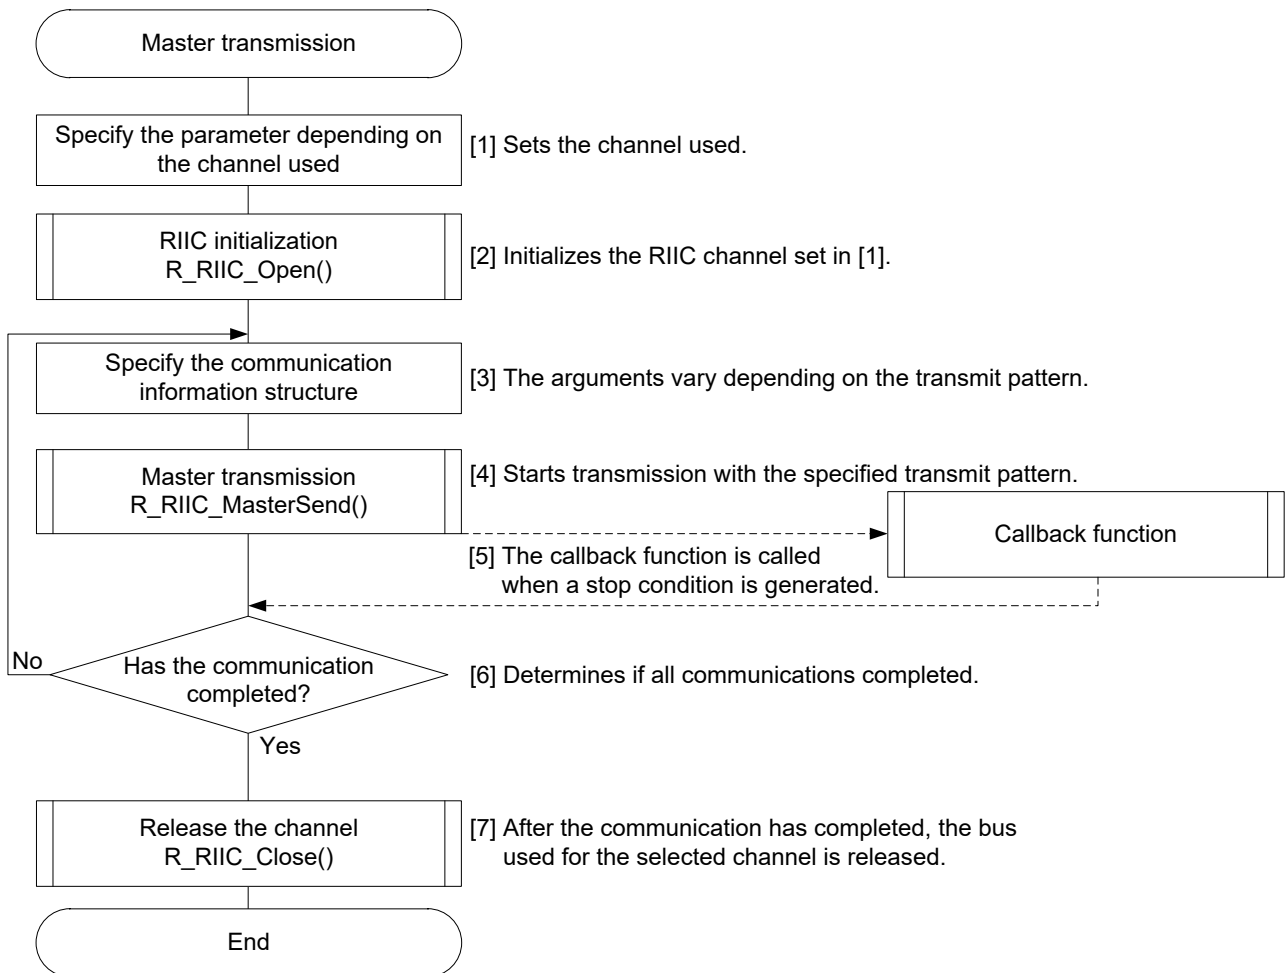 Master transmission
Specify the parameter depending on
the channel used
[1] Sets the channel used.
RIIC initialization
R_RIIC_Open()
[2] Initializes the RIIC channel set in [1].
Specify the communication
information structure
[3] The arguments vary depending on the transmit pattern.
Master transmission
R_RIIC_MasterSend()
[4] Starts transmission with the specified transmit pattern.
Callback function
[5] The callback function is called
when a stop condition is generated.
No
Has the communication
completed?
[6] Determines if all communications completed.
Yes
Release the channel
R_RIIC_Close()
[7] After the communication has completed, the bus
used for the selected channel is released.
End